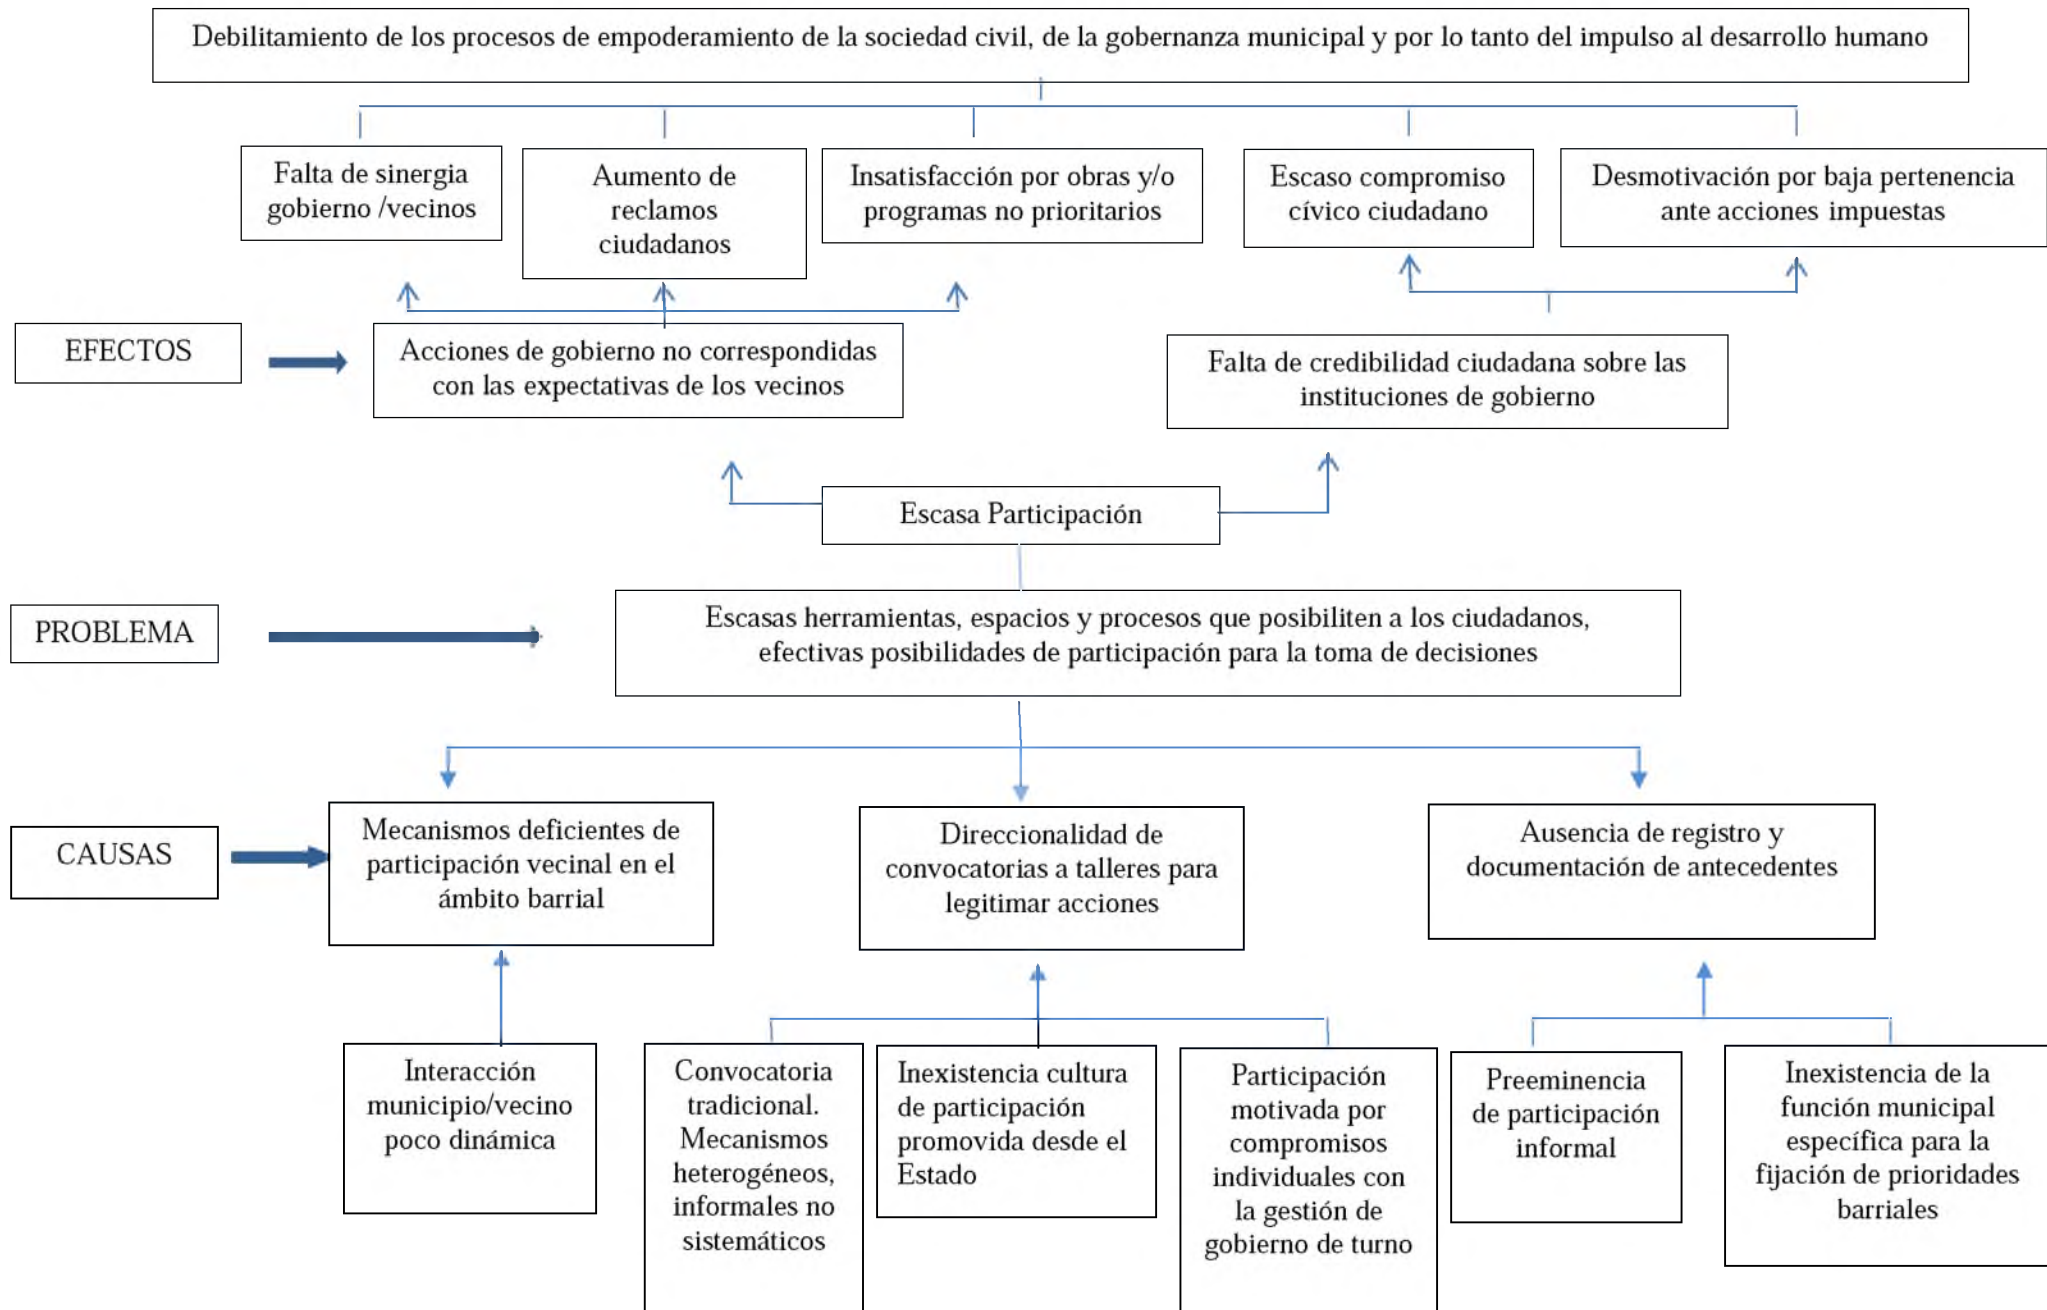 Debilitamiento de los procesos de empoderamiento de la sociedad civil, de la gobernanza municipal y por lo tanto del impulso al desarrollo humano
Falta de sinergia
gobierno /vecinos
Aumento de
reclamos
ciudadanos
Insatisfacción por obras y/o
programas no prioritarios
Escaso compromiso
cívico ciudadano
Desmotivación por baja pertenencia
ante acciones impuestas
EFECTOS
Acciones de gobierno no correspondidas
con las expectativas de los vecinos
Falta de credibilidad ciudadana sobre las
instituciones de gobierno
Escasa Participación
PROBLEMA
Escasas herramientas, espacios y procesos que posibiliten a los ciudadanos,
efectivas posibilidades de participación para la toma de decisiones
CAUSAS
Mecanismos deficientes de
participación vecinal en el
ámbito barrial
Direccionalidad de
convocatorias a talleres para
legitimar acciones
Ausencia de registro y
documentación de antecedentes
Interacción
municipio/vecino
poco dinámica
Convocatoria
tradicional.
Mecanismos
heterogéneos,
informales no
sistemáticos
Inexistencia cultura
de participación
promovida desde el
Estado
Participación
motivada por
compromisos
individuales con
la gestión de
gobierno de turno
Preeminencia
de participación
informal
Inexistencia de la
función municipal
específica para la
fijación de prioridades
barriales